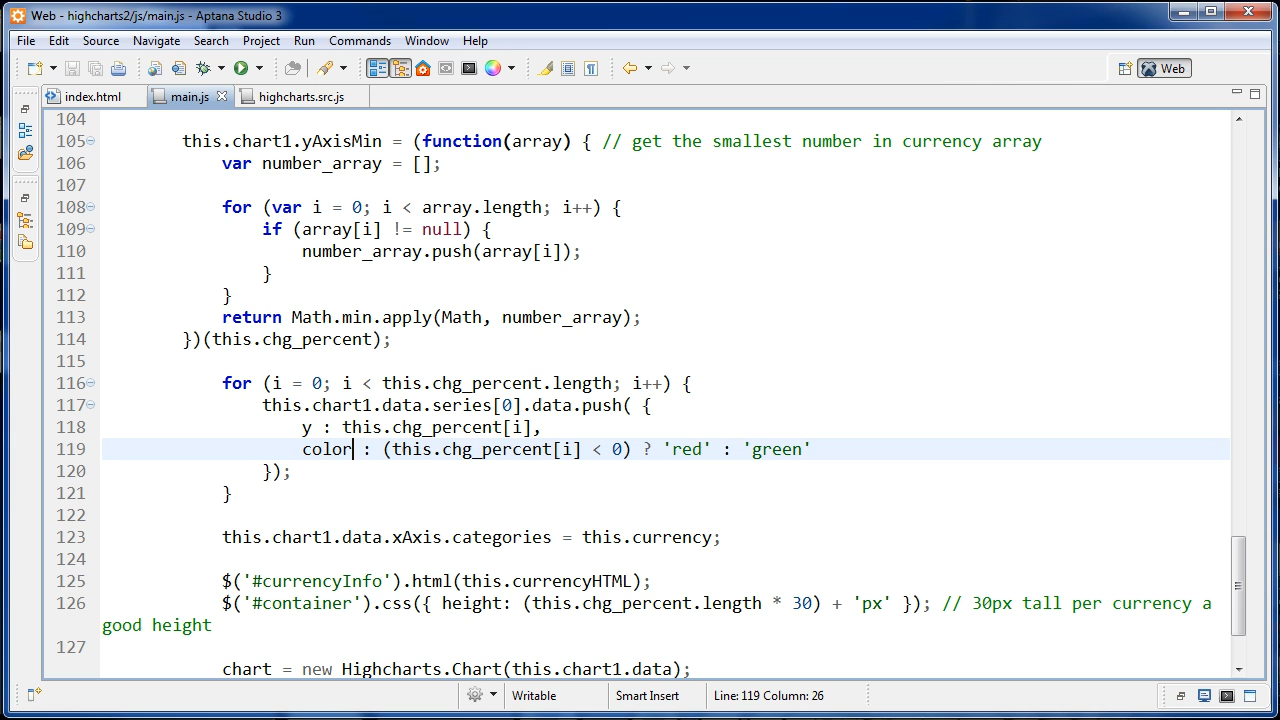 Web - highcharts2/js/main.js - Aptana Studio 3
File Edit Source Navigate Search Project Run Commands Window Help
Web
index.html main.js highcharts.src.js
104
105 this.chart1.yAxisMin = (function(array) { // get the smallest number in currency array
106 var number_array = [];
107
108 for (var i = 0; i < array.length; i++) {
109 if (array[i] != null) {
110 number_array.push(array[i]);
111 }
112 }
113 return Math.min.apply(Math, number_array);
114 })(this.chg_percent);
115
116 for (i = 0; i < this.chg_percent.length; i++) {
117 this.chart1.data.series[0].data.push( {
118 y : this.chg_percent[i],
119 color : (this.chg_percent[i] < 0) ? 'red' : 'green'
120 });
121 }
122
123 this.chart1.data.xAxis.categories = this.currency;
124
125 $('#currencyInfo').html(this.currencyHTML);
126 $('#container').css({ height: (this.chg_percent.length * 30) + 'px' }); // 30px tall per currency a
good height
127
chart = new Highcharts.Chart(this.chart1.data);
Writable Smart Insert Line: 119 Column: 26